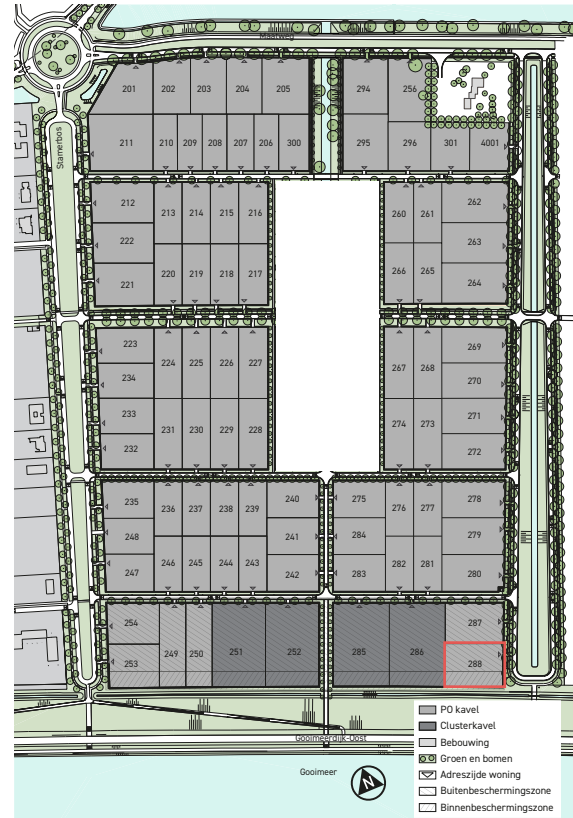 Maatweg
Stamerbos
201 202 203 204 205 294 256
211 210 209 208 207 206 300 295 296 301 4001
212 213 214 215 216 260 261 262
222 263
221 220 219 218 217 266 265 264
223 224 225 226 227 267 268 269
234 270
233 231 230 229 228 274 273 271
232 272
235 236 237 238 239 240 275 276 277 278
248 241 284 279
247 246 245 244 243 242 283 282 281 280
254 249 250 251 252 285 286 287
253 288
Gooimeerdijk-Oost
Gooimeer
N
PO kavel
Clusterkavel
Bebouwing
Groen en bomen
Adreszijde woning
Buitenbeschermingszone
Binnenbeschermingszone